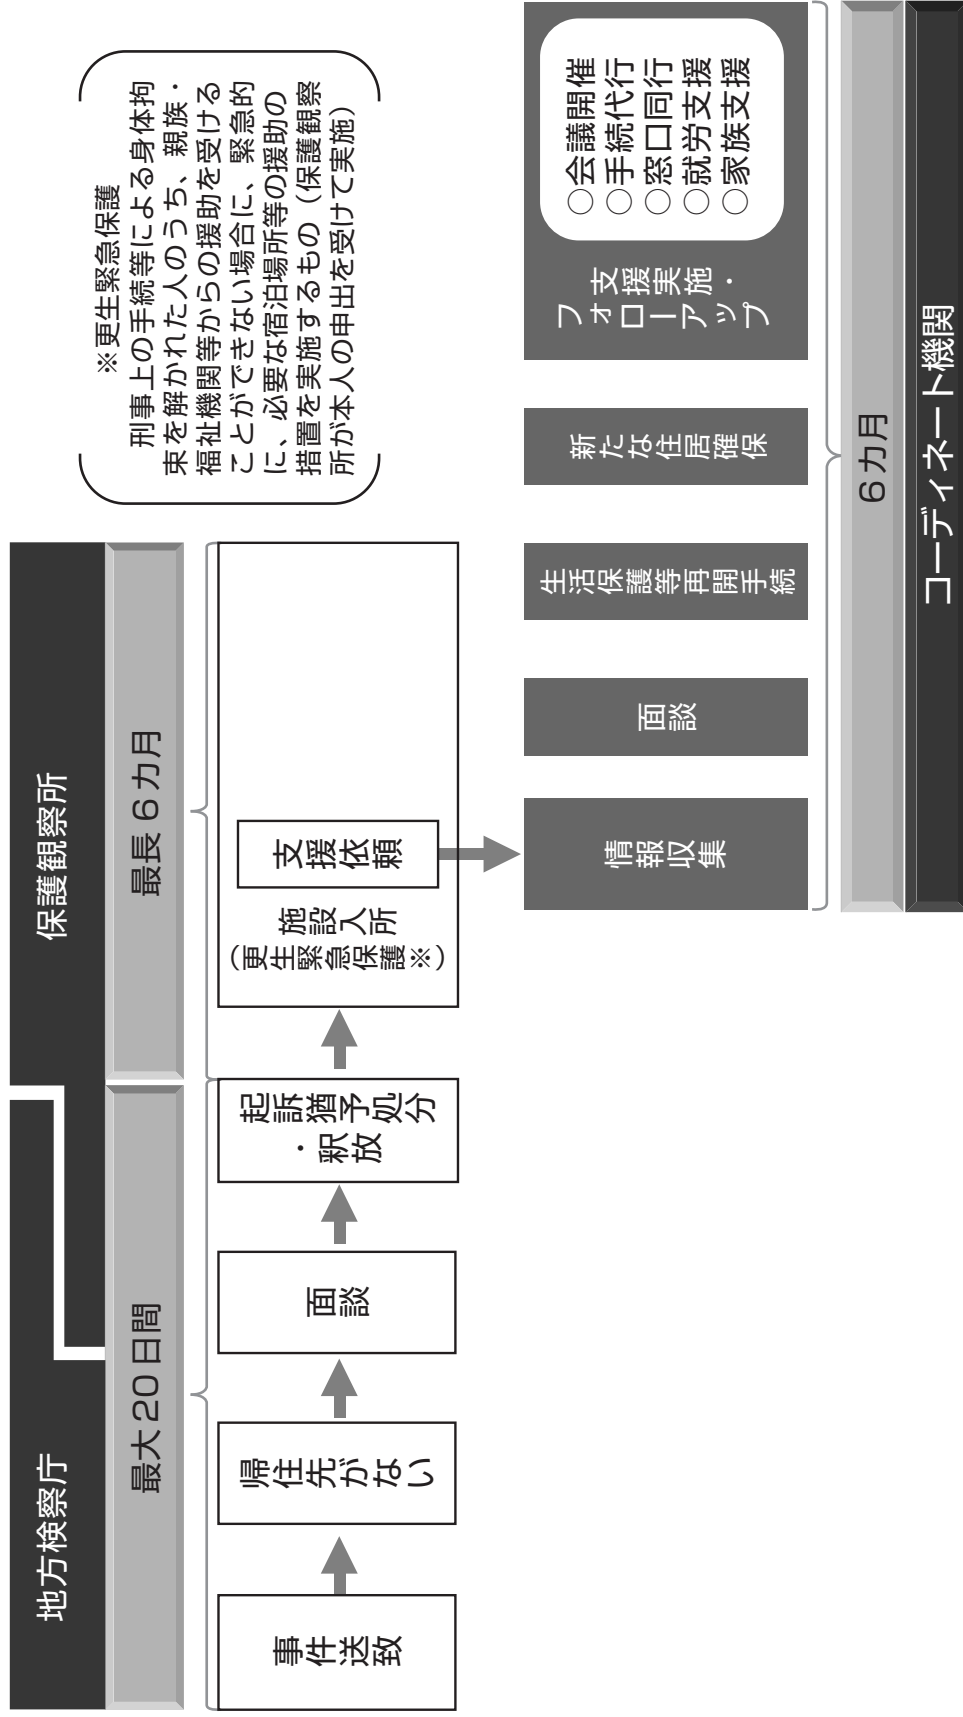 地方検察庁
保護観察所
最大20日間
最長6カ月
事件送致
帰住先がない
面談
起訴猶予処分
・釈放
施設入所
（更生緊急保護※）
支援依頼
※更生緊急保護
刑事上の手続等による身体拘
束を解かれた人のうち、親族・
福祉機関等からの援助を受ける
ことができない場合に、緊急的
に、必要な宿泊場所等の援助の
措置を実施するもの（保護観察
所が本人の申出を受けて実施）
情報収集
面談
生活保護等再開手続
新たな住居確保
支援実施・
フォローアップ
○会議開催
○手続代行
○窓口同行
○就労支援
○家族支援
6カ月
コーディネート機関